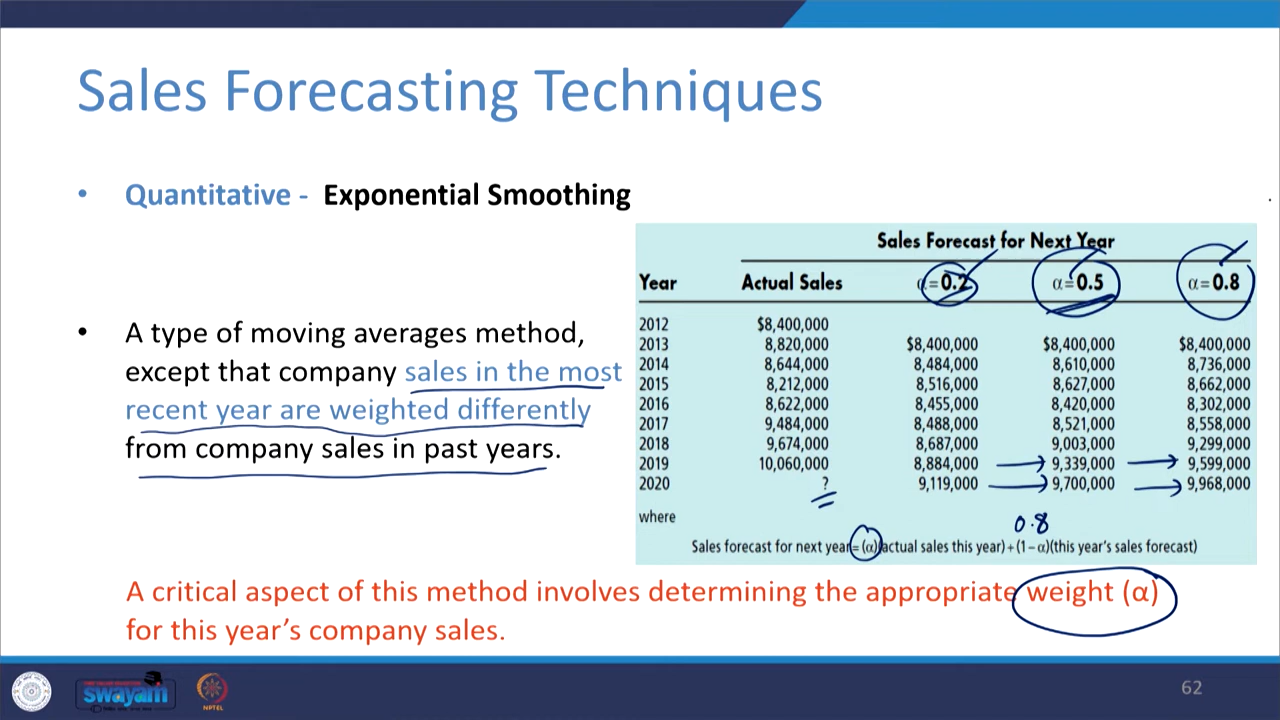 Sales Forecasting Techniques
• Quantitative - Exponential Smoothing
• A type of moving averages method,
except that company sales in the most
recent year are weighted differently
from company sales in past years.
Sales Forecast for Next Year
Year Actual Sales α=0.2 α=0.5 α=0.8
2012 $8,400,000
2013 8,820,000 $8,400,000 $8,400,000 $8,400,000
2014 8,644,000 8,484,000 8,610,000 8,736,000
2015 8,212,000 8,516,000 8,627,000 8,662,000
2016 8,622,000 8,455,000 8,420,000 8,302,000
2017 9,484,000 8,488,000 8,521,000 8,558,000
2018 9,674,000 8,687,000 9,003,000 9,299,000
2019 10,060,000 8,884,000 9,339,000 9,599,000
2020 ? 9,119,000 9,700,000 9,968,000
where
0.8
Sales forecast for next year=(α)(actual sales this year)+(1−α)(this year's sales forecast)
A critical aspect of this method involves determining the appropriate weight (α)
for this year's company sales.
swayam
NPTEL
62